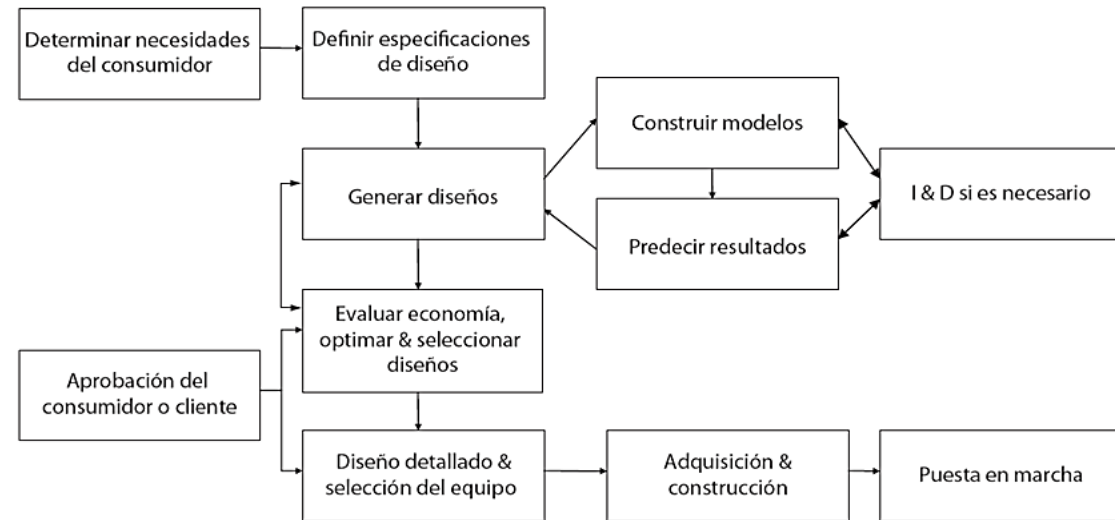 Determinar necesidades
del consumidor
Definir especificaciones
de diseño
Construir modelos
Generar diseños
I & D si es necesario
Predecir resultados
Evaluar economía,
optimar & seleccionar
diseños
Aprobación del
consumidor o cliente
Diseño detallado &
selección del equipo
Adquisición &
construcción
Puesta en marcha